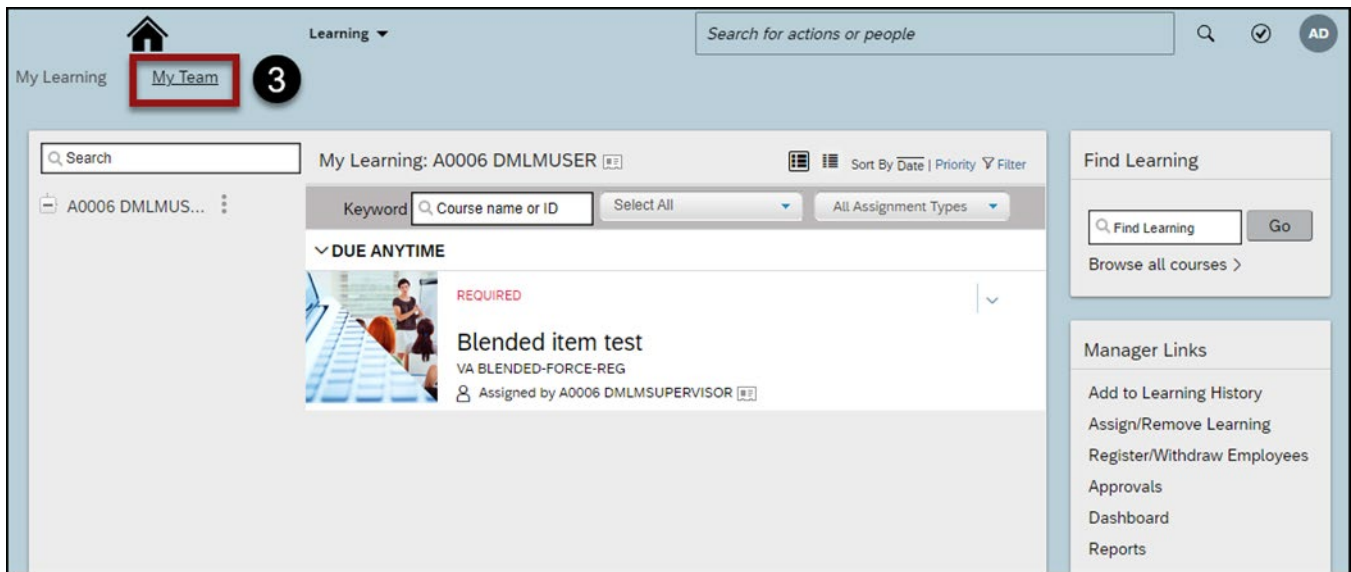 Learning
Search for actions or people
AD
My Learning
My Team
3
Search
A0006 DMLMUS...
My Learning: A0006 DMLMUSER
Sort By Date | Priority Filter
Keyword
Course name or ID
Select All
All Assignment Types
DUE ANYTIME
REQUIRED
Blended item test
VA BLENDED-FORCE-REG
Assigned by A0006 DMLMSUPERVISOR
Find Learning
Find Learning
Go
Browse all courses >
Manager Links
Add to Learning History
Assign/Remove Learning
Register/Withdraw Employees
Approvals
Dashboard
Reports